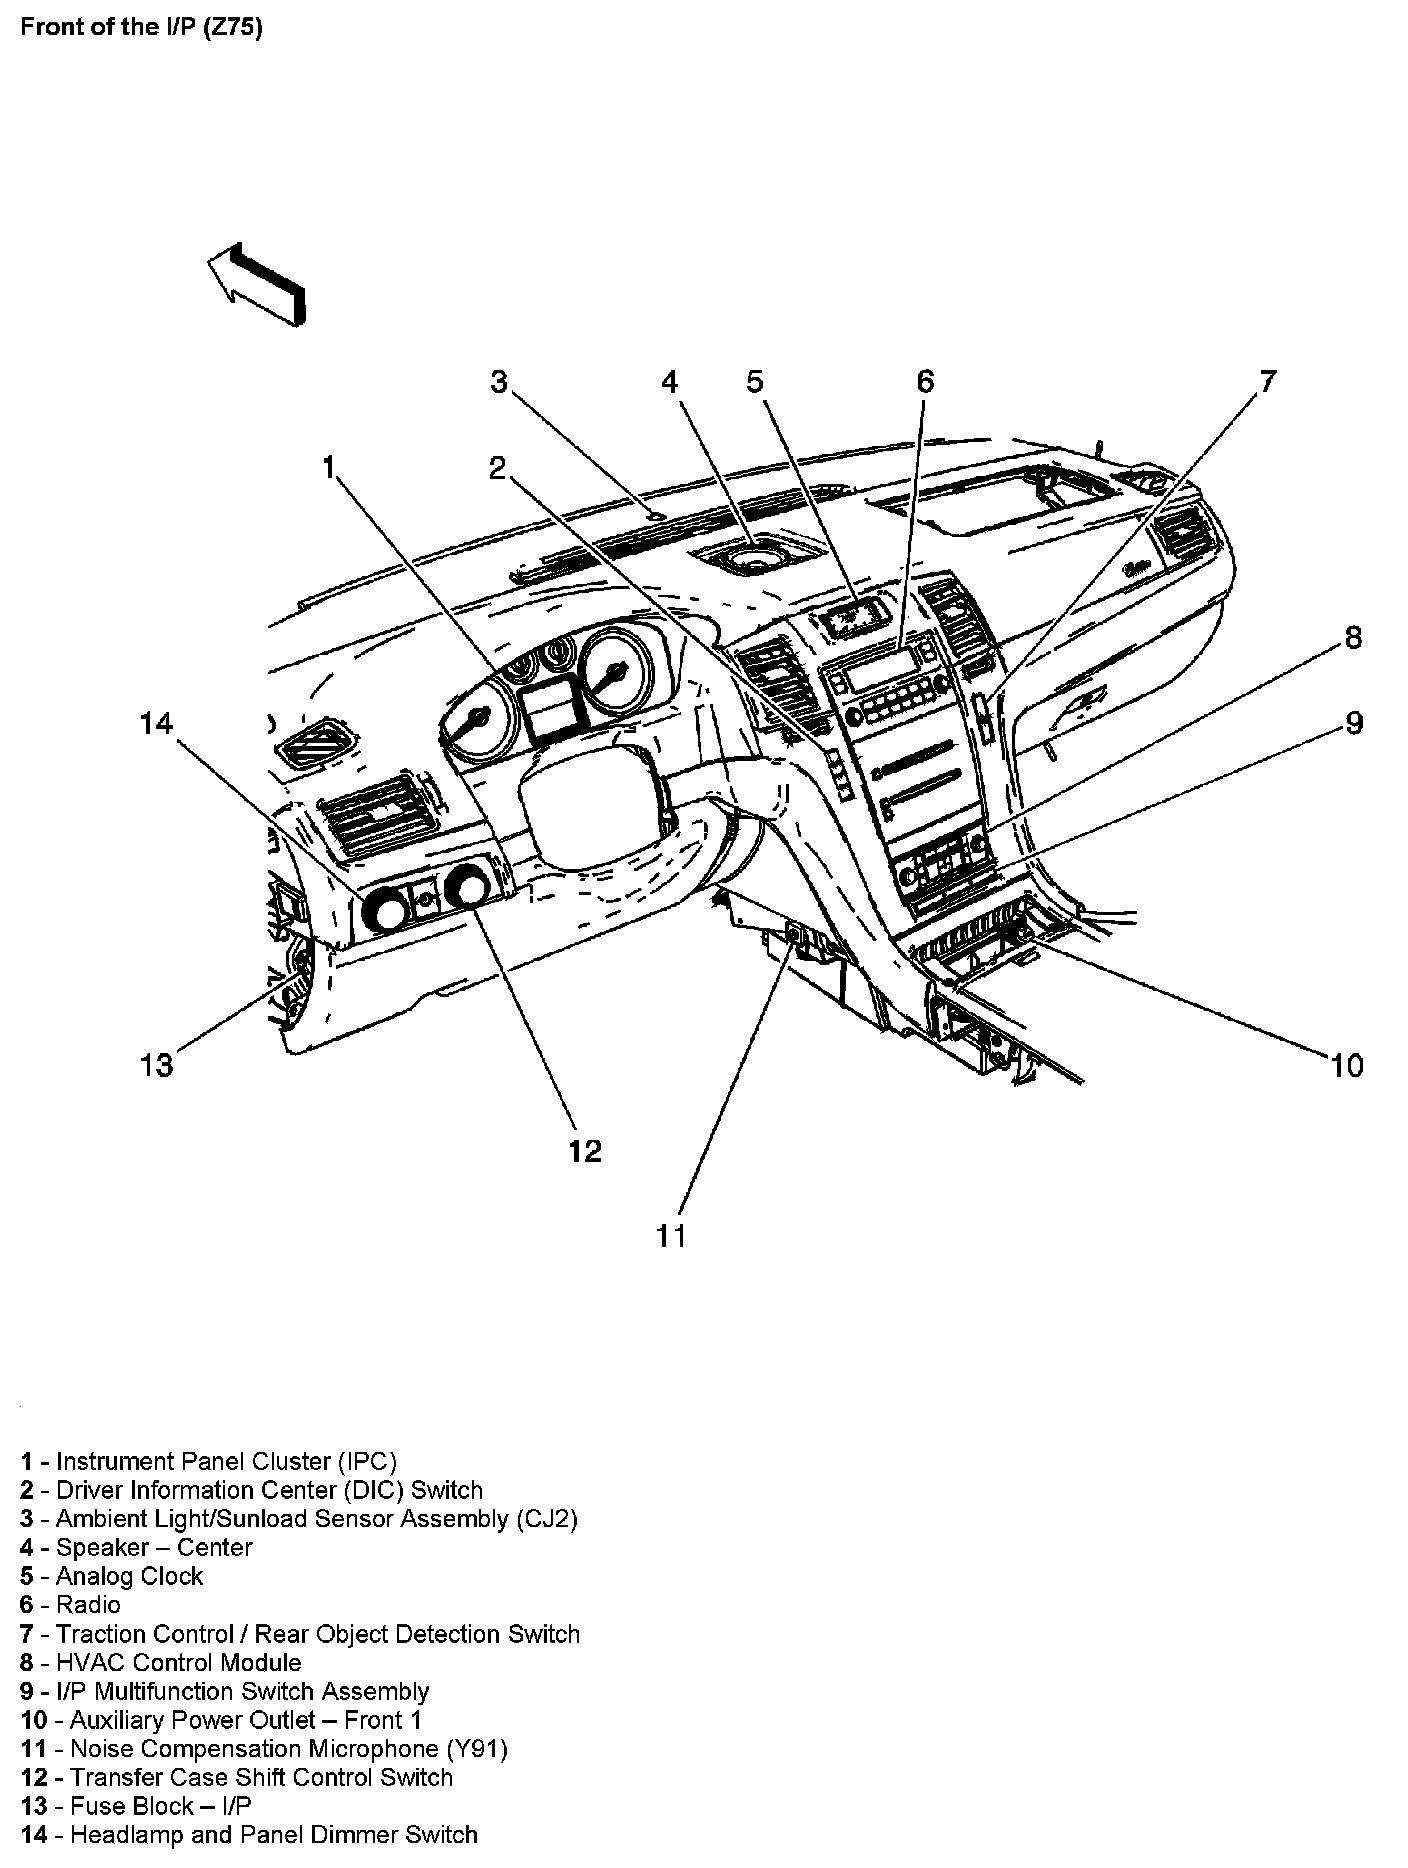 Front of the I/P (Z75)
3
4
5
6
7
1
2
8
14
9
13
10
12
11
1 - Instrument Panel Cluster (IPC)
2 - Driver Information Center (DIC) Switch
3 - Ambient Light/Sunload Sensor Assembly (CJ2)
4 - Speaker – Center
5 - Analog Clock
6 - Radio
7 - Traction Control / Rear Object Detection Switch
8 - HVAC Control Module
9 - I/P Multifunction Switch Assembly
10 - Auxiliary Power Outlet – Front 1
11 - Noise Compensation Microphone (Y91)
12 - Transfer Case Shift Control Switch
13 - Fuse Block – I/P
14 - Headlamp and Panel Dimmer Switch